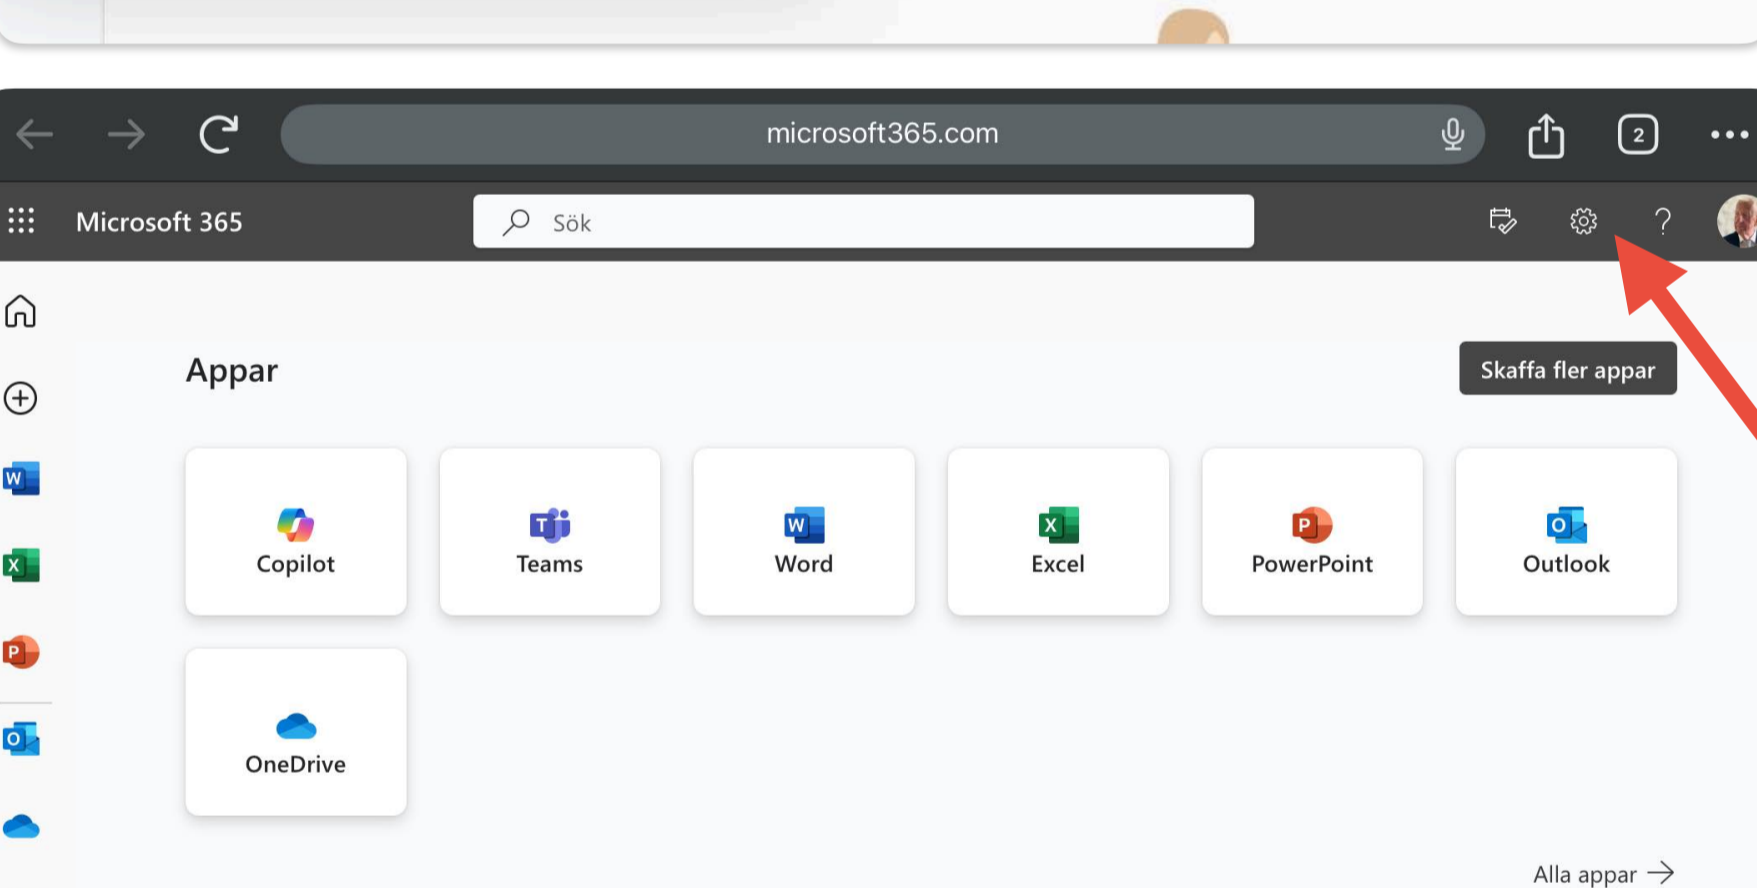 microsoft365.com
2
Microsoft 365
Sök
Appar
Skaffa fler appar
Copilot
Teams
Word
Excel
PowerPoint
Outlook
OneDrive
Alla appar